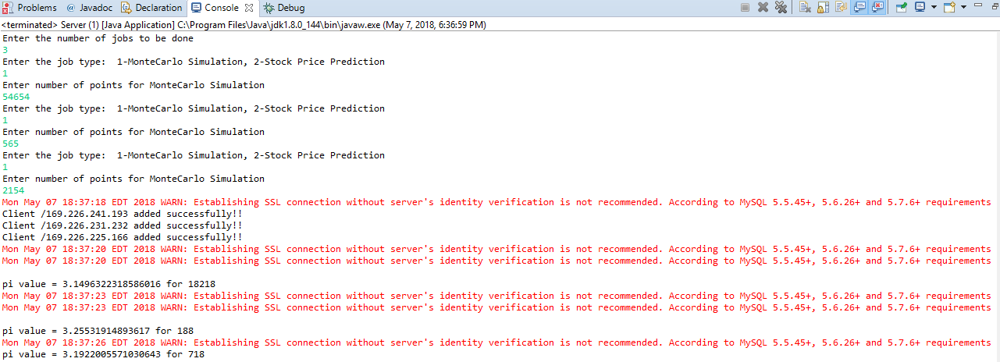 Problems @ Javadoc Declaration Console Debug
<terminated> Server (1) [Java Application] C:\Program Files\Java\jdk1.8.0_144\bin\javaw.exe (May 7, 2018, 6:36:59 PM)
Enter the number of jobs to be done
3
Enter the job type:  1-MonteCarlo Simulation, 2-Stock Price Prediction
1
Enter number of points for MonteCarlo Simulation
54654
Enter the job type:  1-MonteCarlo Simulation, 2-Stock Price Prediction
1
Enter number of points for MonteCarlo Simulation
565
Enter the job type:  1-MonteCarlo Simulation, 2-Stock Price Prediction
1
Enter number of points for MonteCarlo Simulation
2154
Mon May 07 18:37:18 EDT 2018 WARN: Establishing SSL connection without server's identity verification is not recommended. According to MySQL 5.5.45+, 5.6.26+ and 5.7.6+ requirements
Client /169.226.241.193 added successfully!!
Client /169.226.231.232 added successfully!!
Client /169.226.225.166 added successfully!!
Mon May 07 18:37:20 EDT 2018 WARN: Establishing SSL connection without server's identity verification is not recommended. According to MySQL 5.5.45+, 5.6.26+ and 5.7.6+ requirements
Mon May 07 18:37:20 EDT 2018 WARN: Establishing SSL connection without server's identity verification is not recommended. According to MySQL 5.5.45+, 5.6.26+ and 5.7.6+ requirements
pi value = 3.1496322318586016 for 18218
Mon May 07 18:37:23 EDT 2018 WARN: Establishing SSL connection without server's identity verification is not recommended. According to MySQL 5.5.45+, 5.6.26+ and 5.7.6+ requirements
Mon May 07 18:37:23 EDT 2018 WARN: Establishing SSL connection without server's identity verification is not recommended. According to MySQL 5.5.45+, 5.6.26+ and 5.7.6+ requirements
pi value = 3.25531914893617 for 188
Mon May 07 18:37:26 EDT 2018 WARN: Establishing SSL connection without server's identity verification is not recommended. According to MySQL 5.5.45+, 5.6.26+ and 5.7.6+ requirements
pi value = 3.1922005571030643 for 718